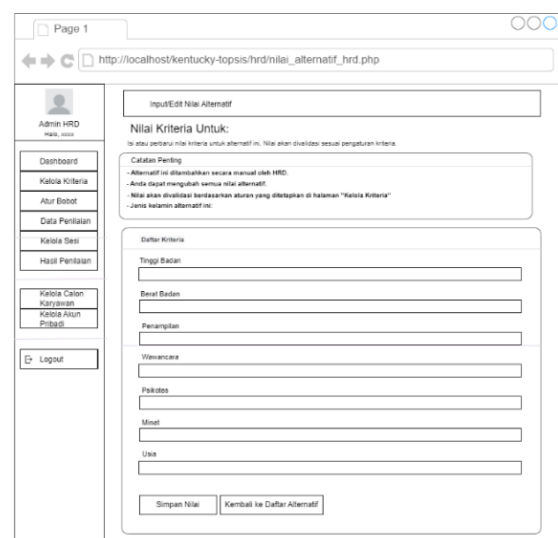 Page 1
http://localhost/kentucky-topsis/hrd/nilai_alternatif_hrd.php
Admin HRD
Halo, xxxx
Dashboard
Kelola Kriteria
Atur Bobot
Data Penilaian
Kelola Sesi
Hasil Penilaian
Kelola Calon
Karyawan
Kelola Akun
Pribadi
Logout
Input/Edit Nilai Alternatif
Nilai Kriteria Untuk:
Isi atau perbarui nilai kriteria untuk alternatif ini. Nilai akan divalidasi sesuai pengaturan kriteria.
Catatan Penting
- Alternatif ini ditambahkan secara manual oleh HRD.
- Anda dapat mengubah semua nilai alternatif.
- Nilai akan divalidasi berdasarkan aturan yang ditetapkan di halaman "Kelola Kriteria"
- Jenis kelamin alternatif ini:
Daftar Kriteria
Tinggi Badan
Berat Badan
Penampilan
Wawancara
Psikotes
Minat
Usia
Simpan Nilai
Kembali ke Daftar Alternatif